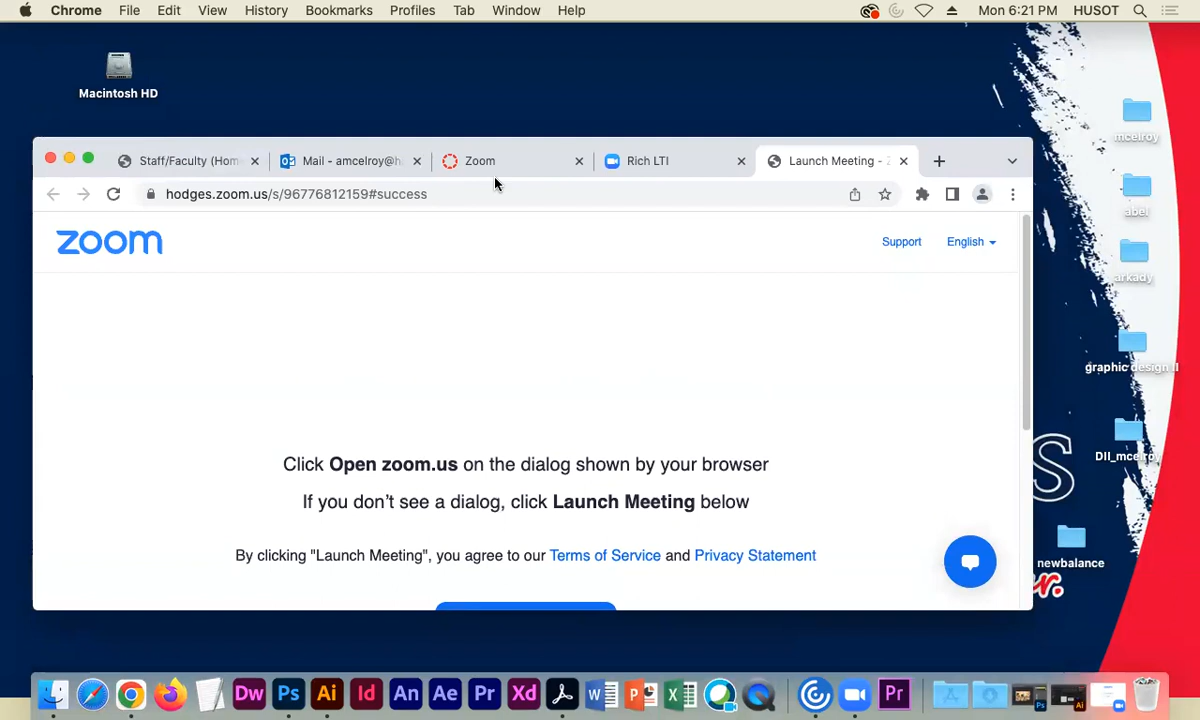 Chrome File Edit View History Bookmarks Profiles Tab Window Help Mon 6:21 PM HUSOT
Macintosh HD
mcelroy
Staff/Faculty (Hom Mail - amcelroy@h Zoom Rich LTI Launch Meeting - Z
hodges.zoom.us/s/96776812159#success
abel
zoom Support English
arkady
graphic design II
Click Open zoom.us on the dialog shown by your browser
DII_mcelroy
S
If you don't see a dialog, click Launch Meeting below
By clicking "Launch Meeting", you agree to our Terms of Service and Privacy Statement
newbalance
Dw Ps Ai Id An Ae Pr Xd W P X Pr